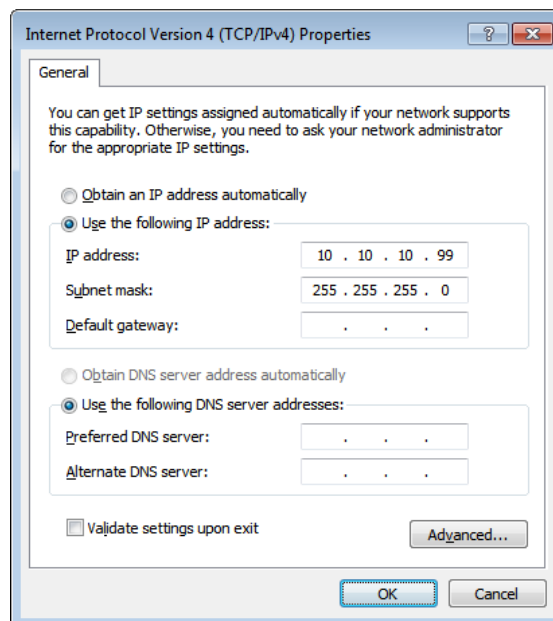 Internet Protocol Version 4 (TCP/IPv4) Properties
?
General
You can get IP settings assigned automatically if your network supports
this capability. Otherwise, you need to ask your network administrator
for the appropriate IP settings.
Obtain an IP address automatically
Use the following IP address:
IP address: 10 . 10 . 10 . 99
Subnet mask: 255 . 255 . 255 . 0
Default gateway: . . .
Obtain DNS server address automatically
Use the following DNS server addresses:
Preferred DNS server: . . .
Alternate DNS server: . . .
Validate settings upon exit
Advanced...
OK Cancel